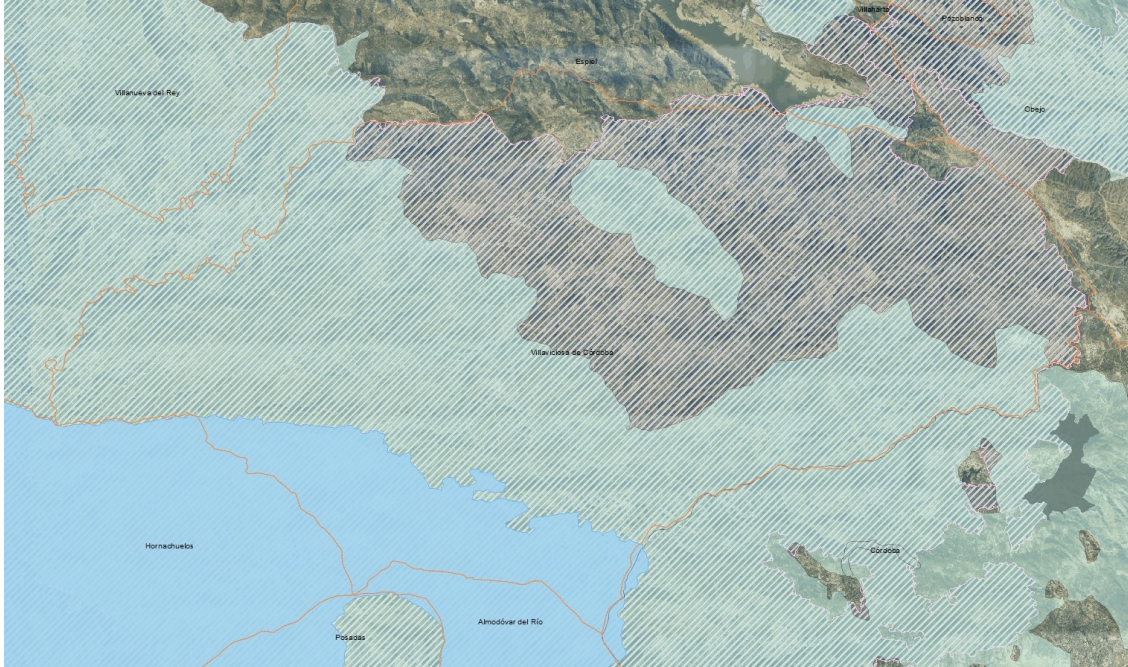 Villaharta
Pozoblanco
Espiel
Villanueva del Rey
Obejo
Villaviciosa de Córdoba
Hornachuelos
Córdoba
Almodóvar del Río
Posadas